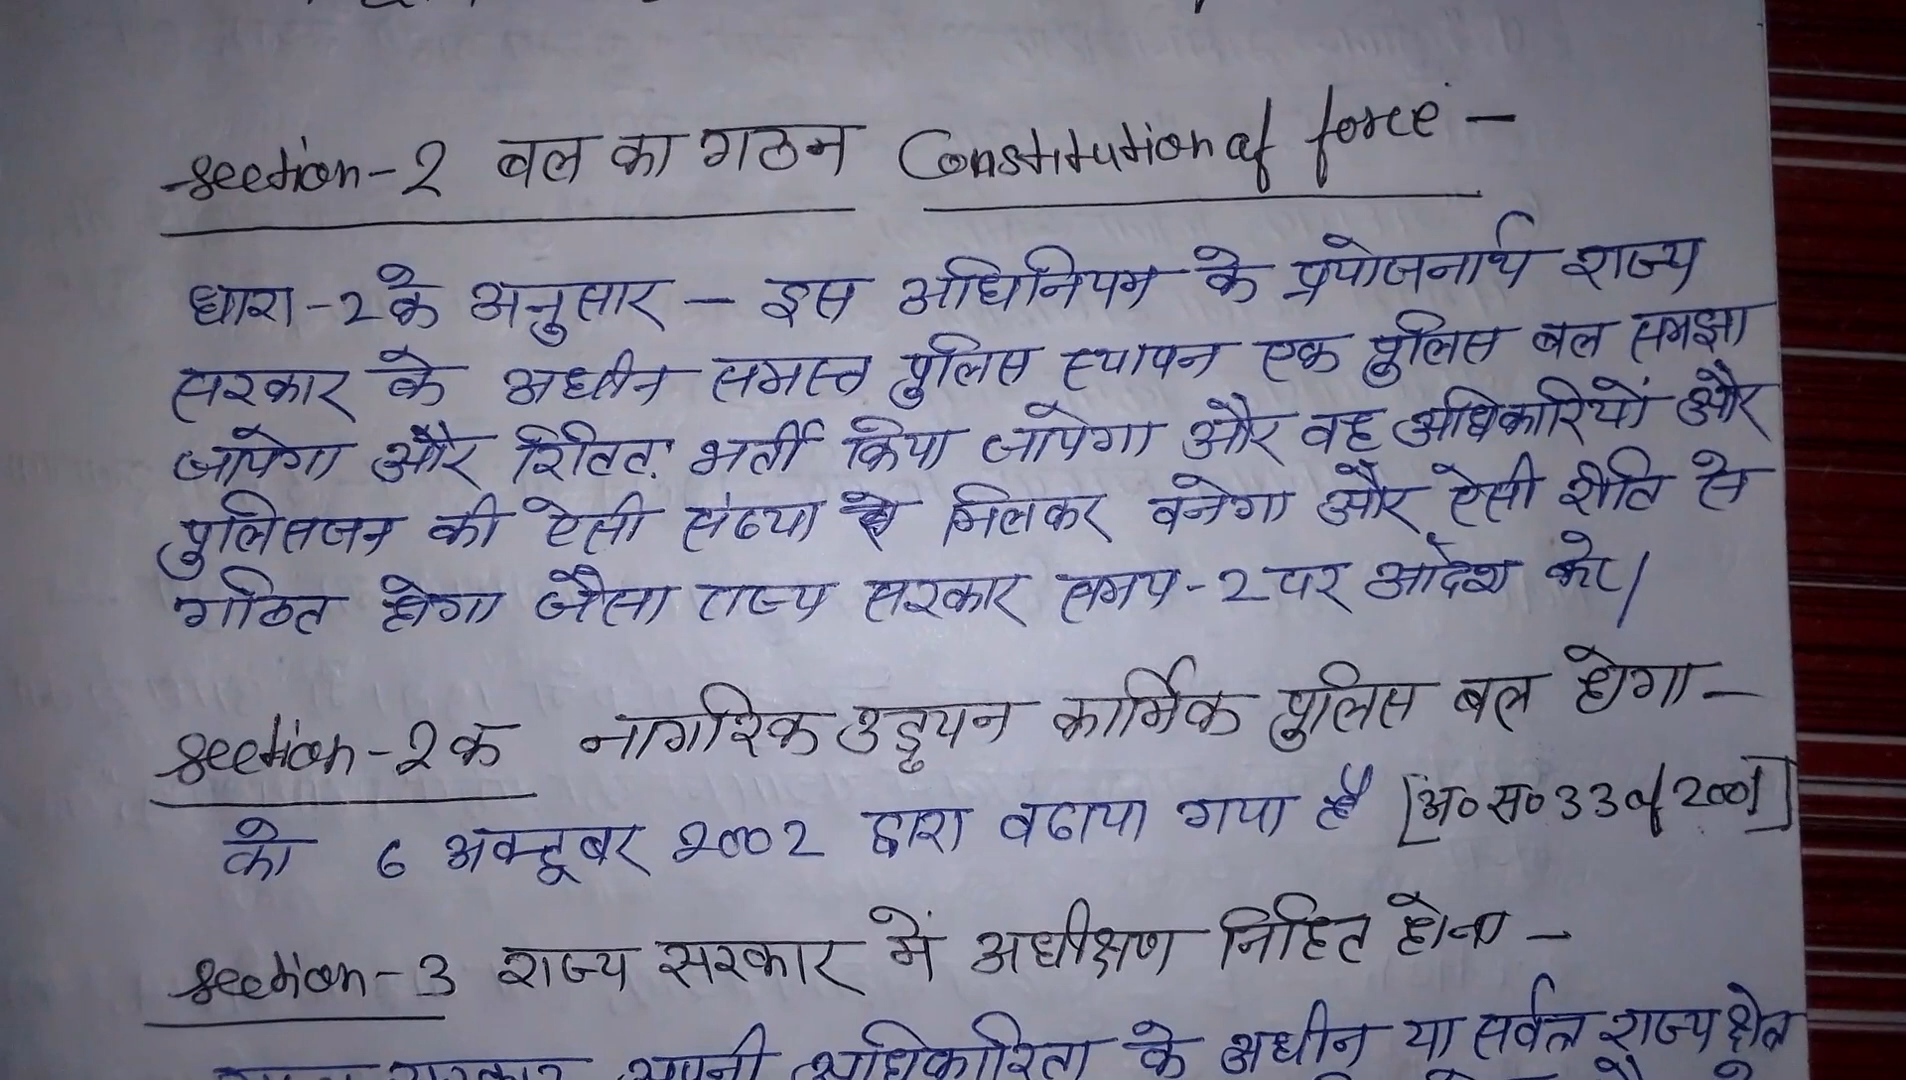 Section-2 बल का गठन Constitution of force -
धारा-2 के अनुसार - इस अधिनियम के प्रयोजनार्थ राज्य
सरकार के अधीन समस्त पुलिस स्थापन एक पुलिस बल समझा
जायेगा और भर्ती किया जायेगा और वह अधिकारियों और
पुलिसजन की ऐसी संख्या से मिलकर बनेगा और ऐसी रीति से
गठित होगा जैसा राज्य सरकार समय-2 पर आदेश करे।
Section-2क नागरिक उड्डयन कार्मिक पुलिस बल होगा -
को 6 अक्टूबर 2002 द्वारा बढाया गया है [अ० स० 33 of 2001]
Section-3 राज्य सरकार में अधीक्षण निहित होना -
सरकार अपनी अधिकारिता के अधीन या सर्वत्र राज्य क्षेत्र